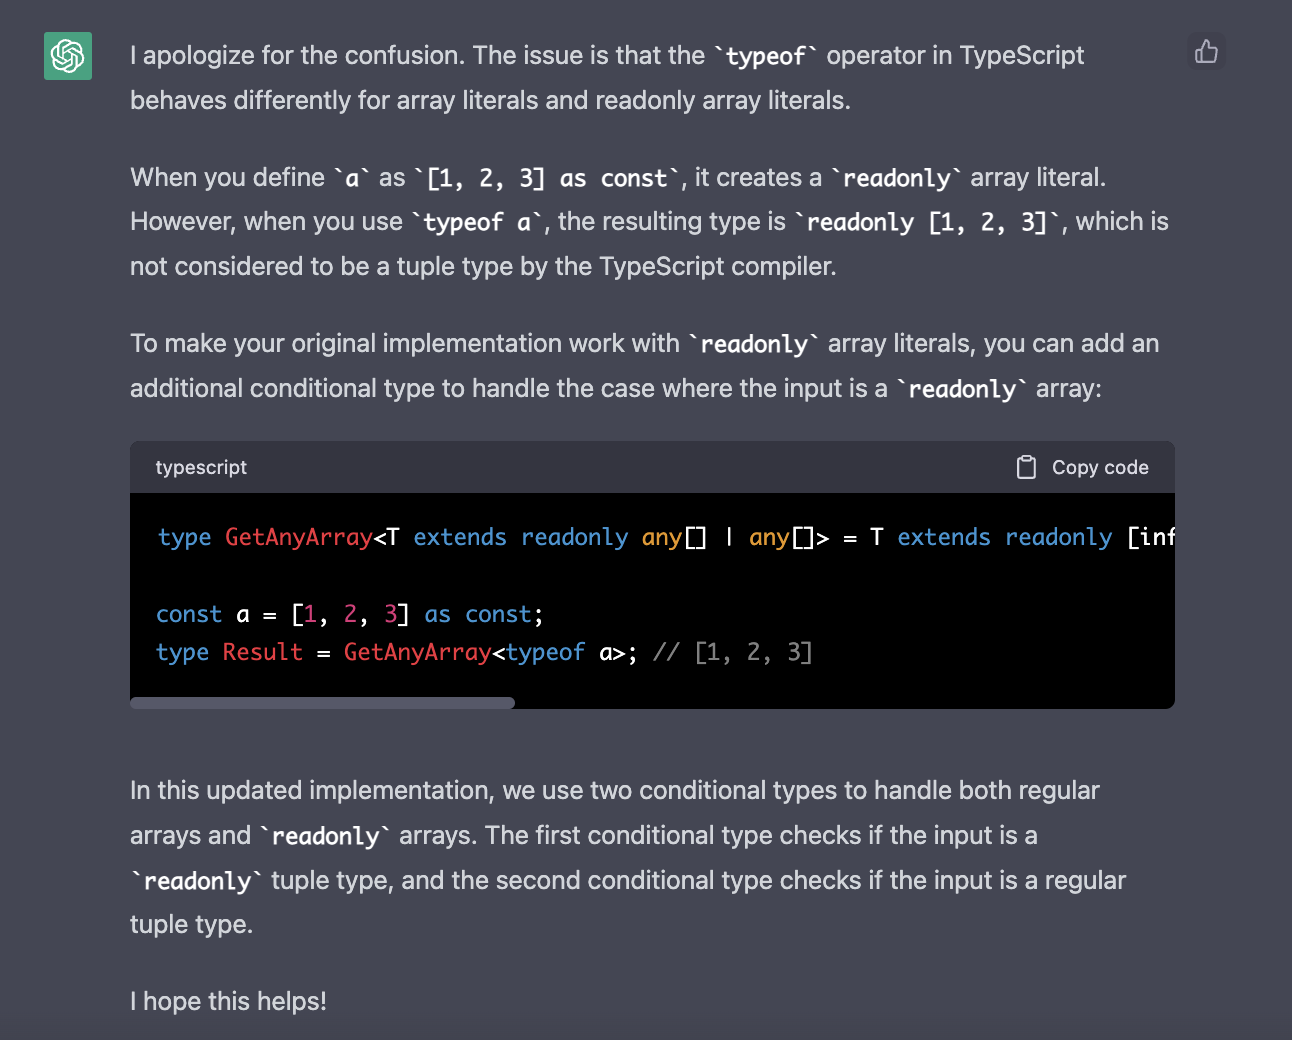 I apologize for the confusion. The issue is that the `typeof` operator in TypeScript
behaves differently for array literals and readonly array literals.
When you define `a` as `[1, 2, 3] as const`, it creates a `readonly` array literal.
However, when you use `typeof a`, the resulting type is `readonly [1, 2, 3]`, which is
not considered to be a tuple type by the TypeScript compiler.
To make your original implementation work with `readonly` array literals, you can add an
additional conditional type to handle the case where the input is a `readonly` array:
typescript
Copy code
type GetAnyArray<T extends readonly any[] | any[]> = T extends readonly [inf
const a = [1, 2, 3] as const;
type Result = GetAnyArray<typeof a>; // [1, 2, 3]
In this updated implementation, we use two conditional types to handle both regular
arrays and `readonly` arrays. The first conditional type checks if the input is a
`readonly` tuple type, and the second conditional type checks if the input is a regular
tuple type.
I hope this helps!